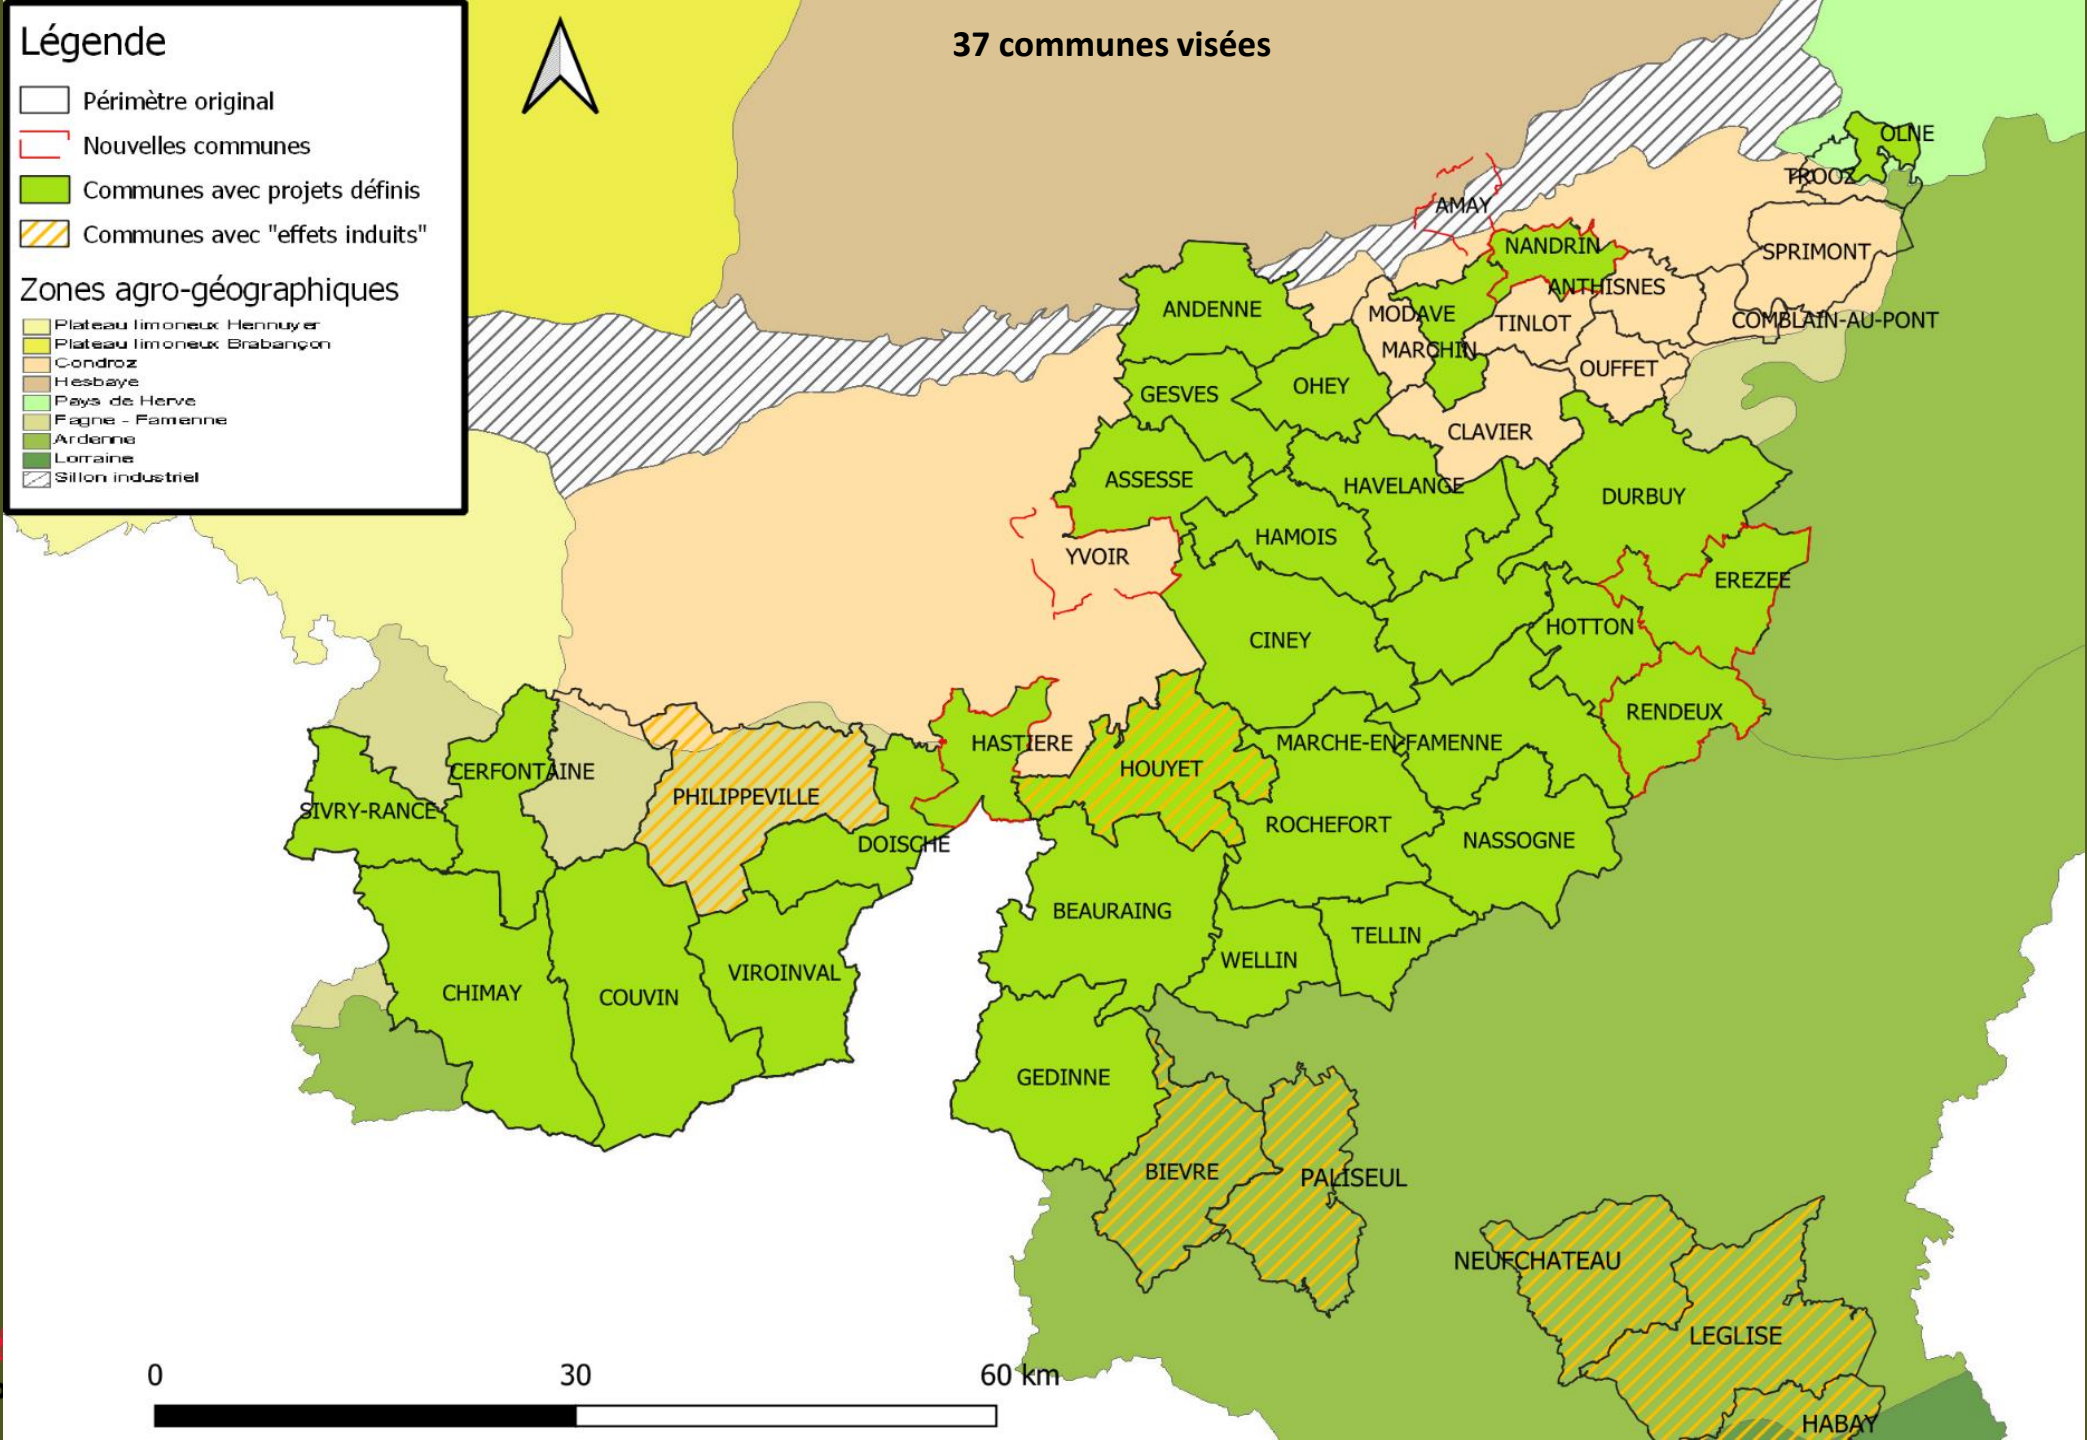 37 communes visées
Légende
Périmètre original
Nouvelles communes
Communes avec projets définis
Communes avec "effets induits"
Zones agro-géographiques
Plateau limoneux Hennuyer
Plateau limoneux Brabançon
Condroz
Hesbaye
Pays de Herve
Fagne - Famenne
Ardenne
Lorraine
Sillon industriel
OLNE
TROOZ
AMAY
NANDRIN
SPRIMONT
ANTHISNES
ANDENNE
MODAVE
TINLOT
COMBLAIN-AU-PONT
MARCHIN
OUFFET
GESVES
OHEY
CLAVIER
ASSESSE
HAVELANGE
DURBUY
HAMOIS
YVOIR
EREZEE
HOTTON
CINEY
RENDEUX
HASTIERE
MARCHE-EN-FAMENNE
HOUYET
CERFONTAINE
PHILIPPEVILLE
SIVRY-RANCE
ROCHEFORT
DOISCHE
NASSOGNE
BEAURAING
TELLIN
WELLIN
VIROINVAL
CHIMAY
COUVIN
GEDINNE
BIEVRE
PALISEUL
NEUFCHATEAU
LEGLISE
HABAY
0 30 60 km